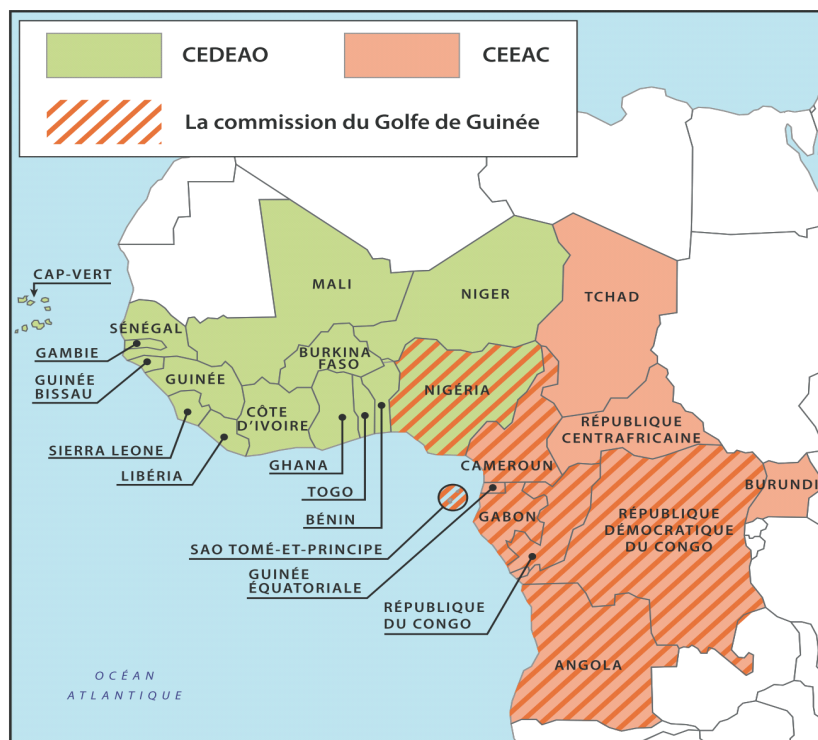 CEDEAO
CEEAC
La commission du Golfe de Guinée
CAP-VERT
MALI
NIGER
TCHAD
SÉNÉGAL
GAMBIE
GUINÉE
BISSAU
GUINÉE
BURKINA
FASO
NIGÉRIA
CÔTE
D'IVOIRE
SIERRA LEONE
LIBÉRIA
GHANA
TOGO
BÉNIN
RÉPUBLIQUE
CENTRAFRICAINE
CAMEROUN
BURUNDI
GABON
RÉPUBLIQUE
DÉMOCRATIQUE
DU CONGO
SAO TOMÉ-ET-PRINCIPE
GUINÉE
ÉQUATORIALE
RÉPUBLIQUE
DU CONGO
ANGOLA
OCÉAN
ATLANTIQUE